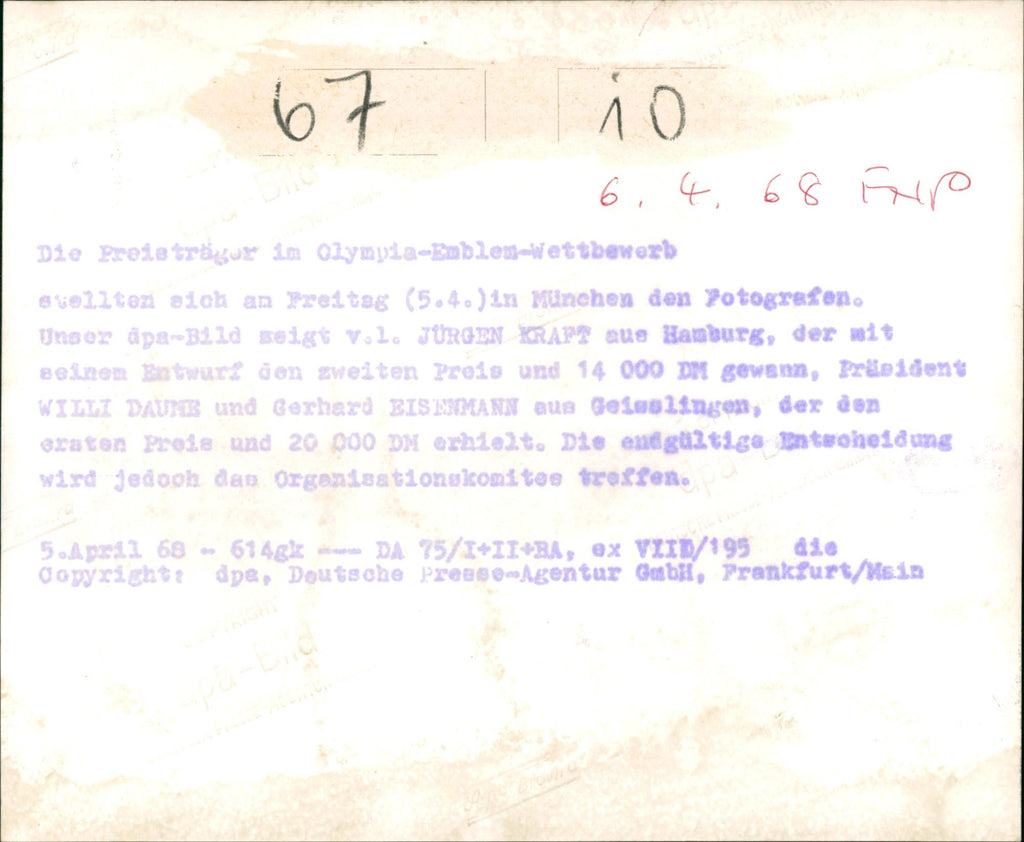 67 10
6. 4. 68 FNP
Die Preisträger im Olympia-Emblem-Wettbewerb
stellten sich am Freitag (5.4.)in München den Fotografen.
Unser dpa-Bild zeigt v.l. JÜRGEN KRAFT aus Hamburg, der mit
seinem Entwurf den zweiten Preis und 14 000 DM gewann, Präsident
WILLI DAUME und Gerhard EISENMANN aus Geisslingen, der den
ersten Preis und 20 000 DM erhielt. Die endgültige Entscheidung
wird jedoch das Organisationskomitee treffen.
5.April 68 - 614gk --- DA 75/I+II+BA, ex VIID/195 die
Copyright: dpa, Deutsche Presse-Agentur GmbH, Frankfurt/Main
dpa-Bild